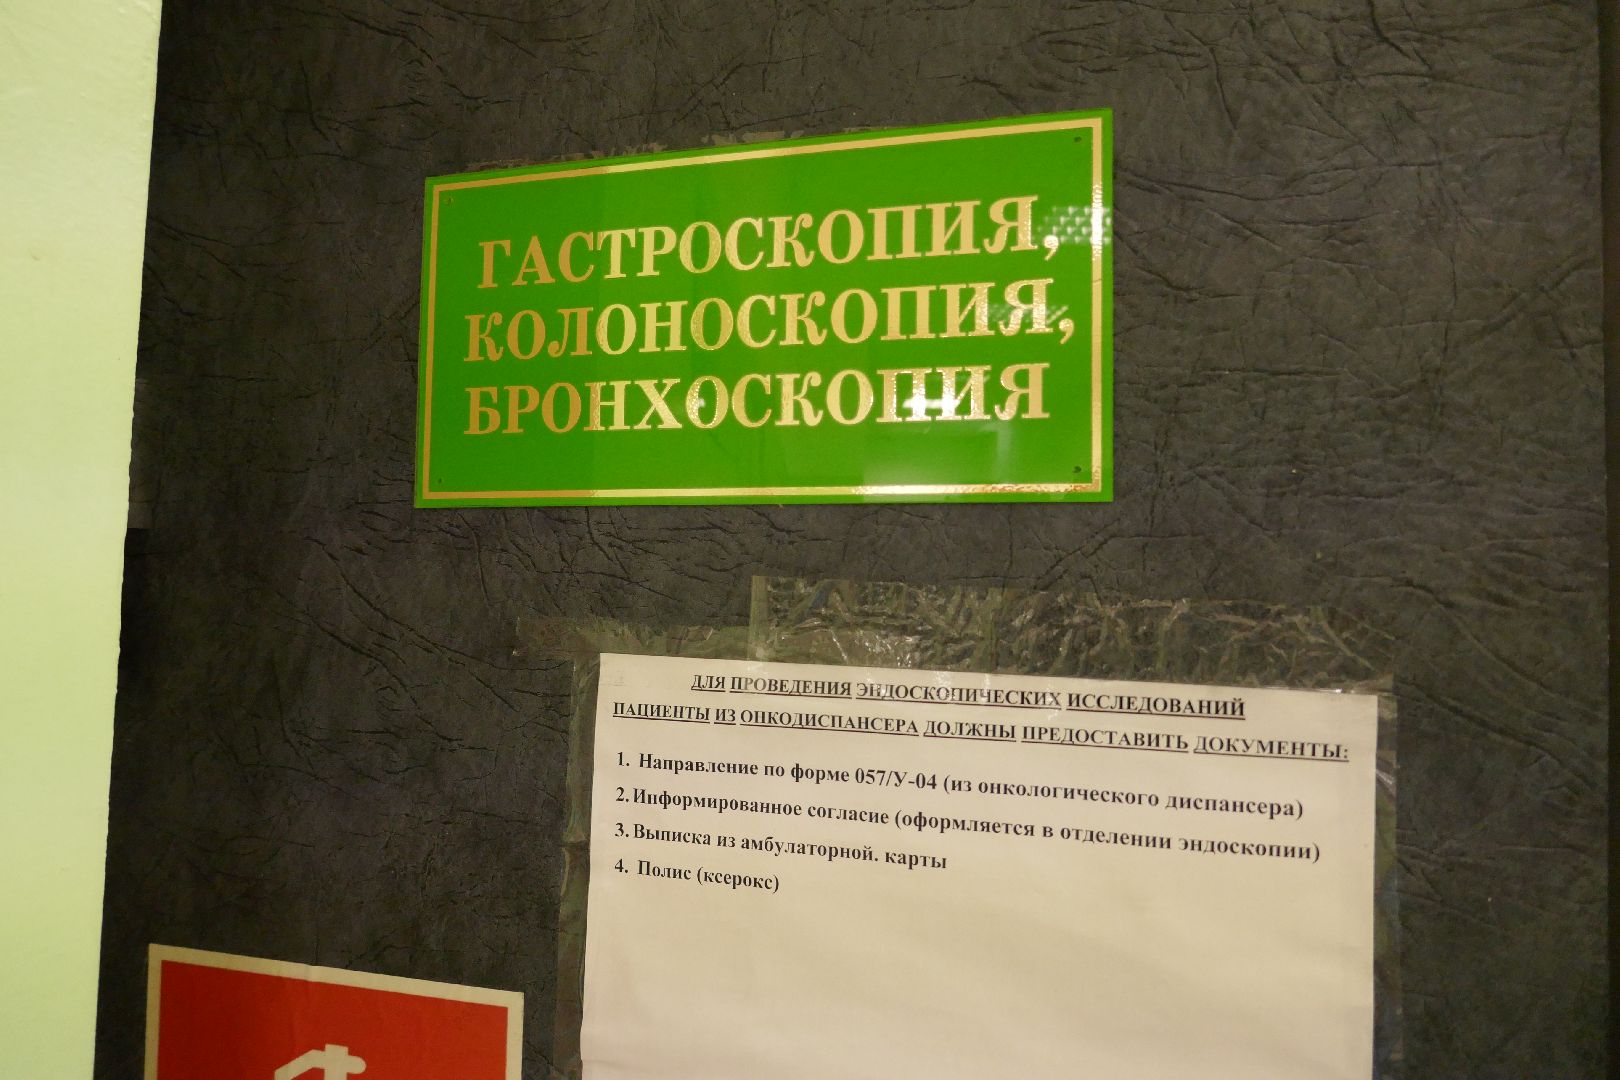 ГАСТРОСКОПИЯ,
КОЛОНОСКОПИЯ,
БРОНХОСКОПИЯ
ДЛЯ ПРОВЕДЕНИЯ ЭНДОСКОПИЧЕСКИХ ИССЛЕДОВАНИЙ
ПАЦИЕНТЫ ИЗ ОНКОДИСПАНСЕРА ДОЛЖНЫ ПРЕДОСТАВИТЬ ДОКУМЕНТЫ:
1. Направление по форме 057/У-04 (из онкологического диспансера)
2. Информированное согласие (оформляется в отделении эндоскопии)
3. Выписка из амбулаторной. карты
4. Полис (ксерокс)